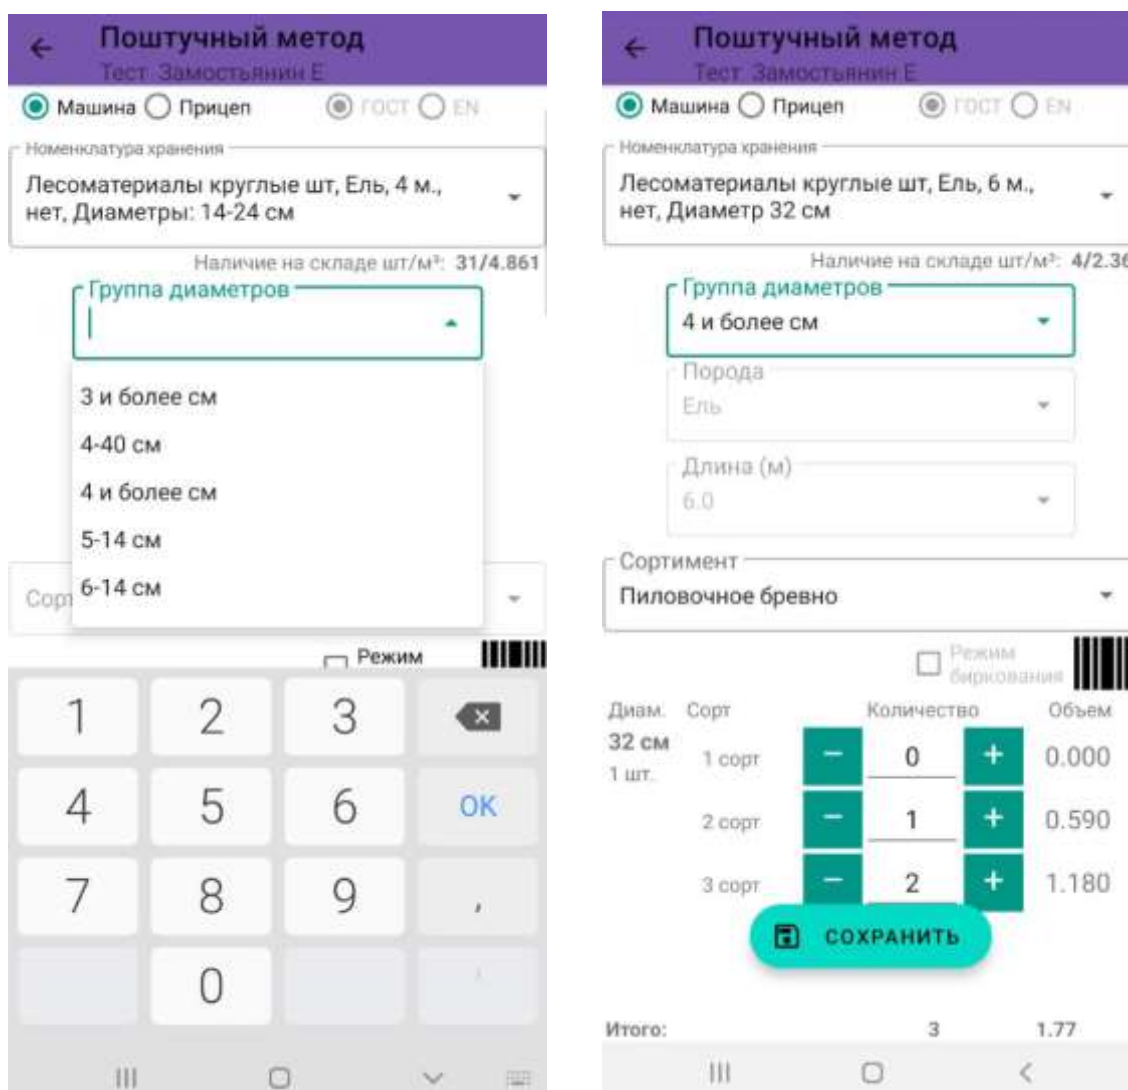 Поштучный метод
Тест Замостьянин Е
Машина Прицеп ГОСТ EN
Номенклатура хранения
Лесоматериалы круглые шт, Ель, 4 м.,
нет, Диаметры: 14-24 см
Наличие на складе шт/м³: 31/4.861
Группа диаметров
3 и более см
4-40 см
4 и более см
5-14 см
6-14 см
Сорт
Режим
1 2 3
4 5 6 OK
7 8 9 ,
0
Поштучный метод
Тест Замостьянин Е
Машина Прицеп ГОСТ EN
Номенклатура хранения
Лесоматериалы круглые шт, Ель, 6 м.,
нет, Диаметр 32 см
Наличие на складе шт/м³: 4/2.36
Группа диаметров
4 и более см
Порода
Ель
Длина (м)
6.0
Сортимент
Пиловочное бревно
Режим
биркования
Диам. Сорт Количество Объем
32 см
1 шт.
1 сорт − 0 + 0.000
2 сорт − 1 + 0.590
3 сорт − 2 + 1.180
СОХРАНИТЬ
Итого: 3 1.77